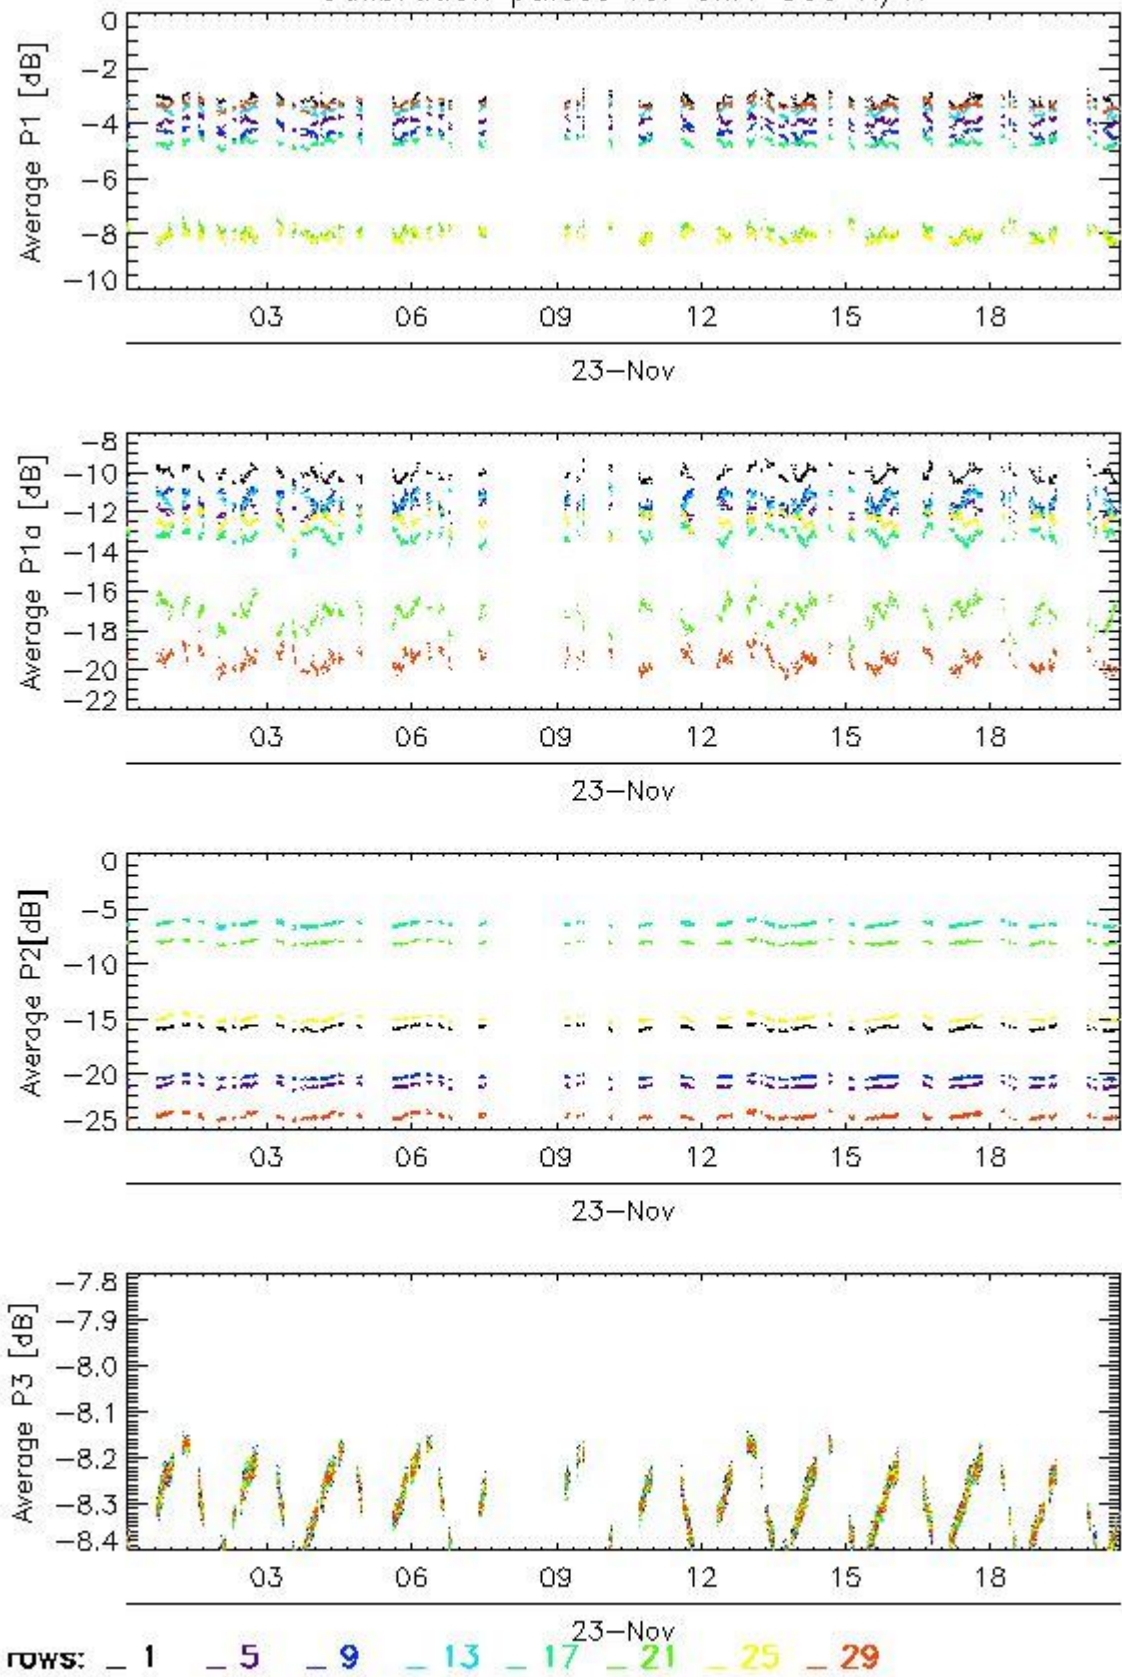 0
−2
−4
−6
−8
−10
Average P1 [dB]
03 06 09 12 15 18
23−Nov
−8
−10
−12
−14
−16
−18
−20
−22
Average P1a [dB]
03 06 09 12 15 18
23−Nov
0
−5
−10
−15
−20
−25
Average P2[dB]
03 06 09 12 15 18
23−Nov
−7.8
−7.9
−8.0
−8.1
−8.2
−8.3
−8.4
Average P3 [dB]
03 06 09 12 15 18
23−Nov
rows: _ 1 _ 5 _ 9 _ 13 _ 17 _ 21 _ 25 _ 29